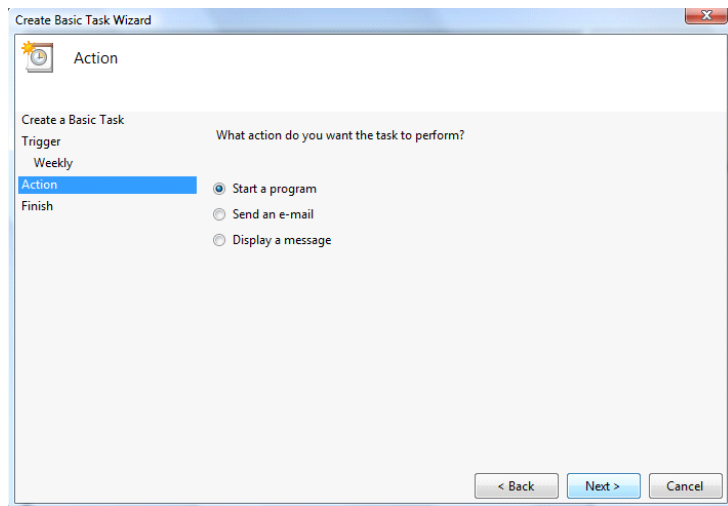 Create Basic Task Wizard
Action
Create a Basic Task
Trigger
Weekly
Action
Finish
What action do you want the task to perform?
Start a program
Send an e-mail
Display a message
< Back
Next >
Cancel